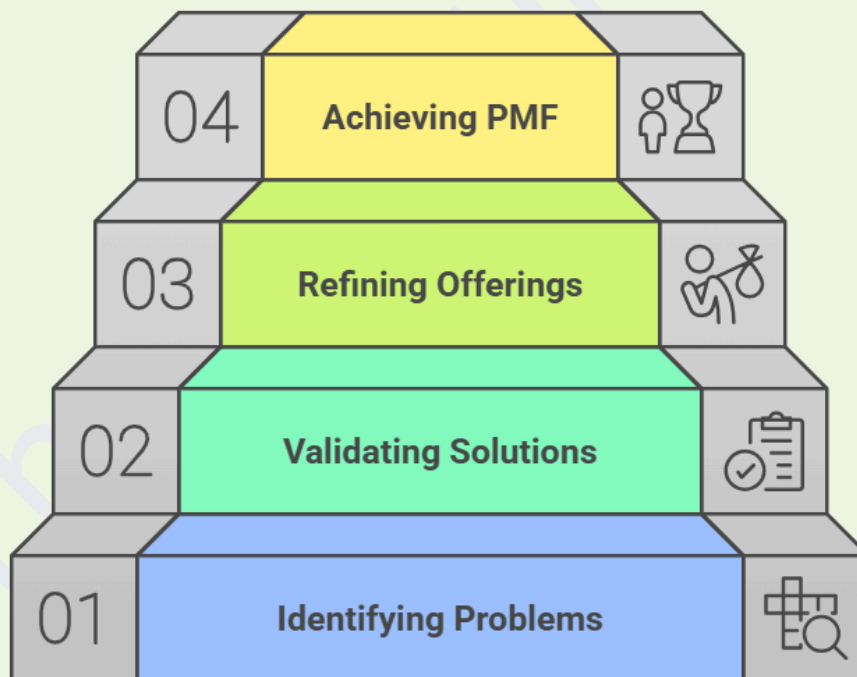 04
Achieving PMF
03
Refining Offerings
02
Validating Solutions
01
Identifying Problems